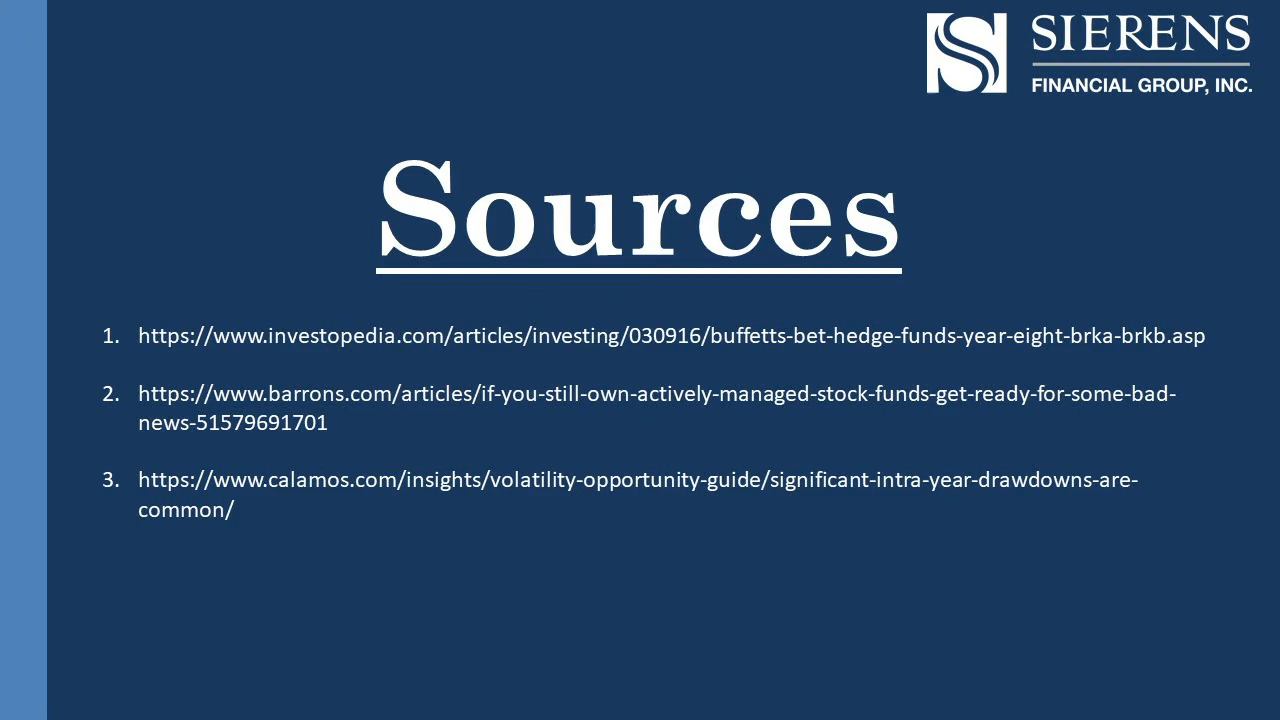 SIERENS
FINANCIAL GROUP, INC.
Sources
1. https://www.investopedia.com/articles/investing/030916/buffetts-bet-hedge-funds-year-eight-brka-brkb.asp
2. https://www.barrons.com/articles/if-you-still-own-actively-managed-stock-funds-get-ready-for-some-bad-
news-51579691701
3. https://www.calamos.com/insights/volatility-opportunity-guide/significant-intra-year-drawdowns-are-
common/